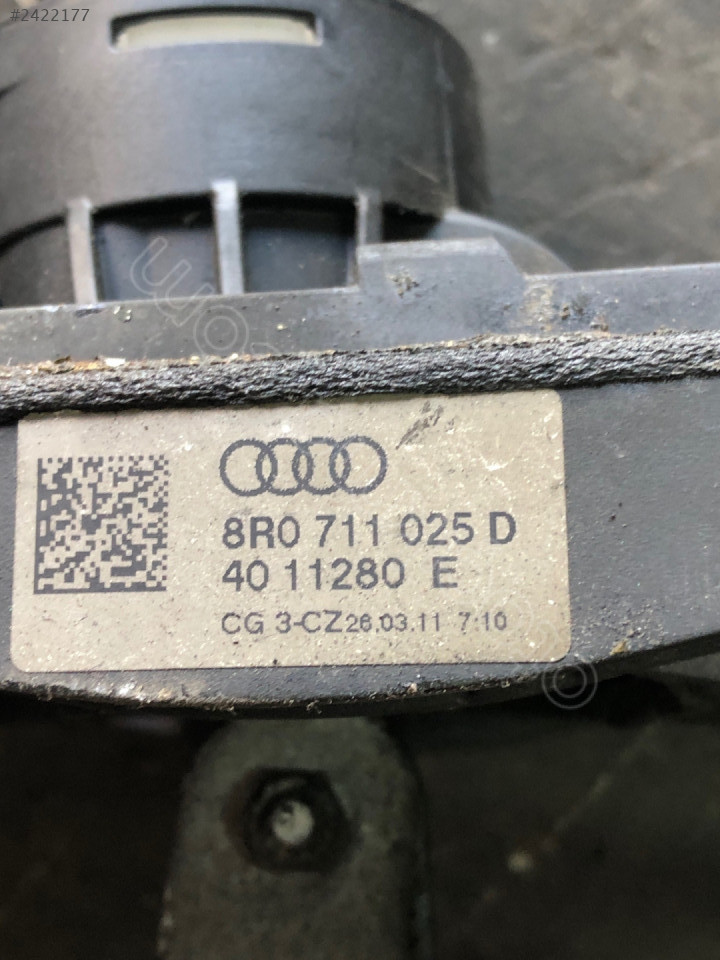 #2422177
8R0 711 025 D
40 11280 E
CG 3-CZ 28.03.11 7:10